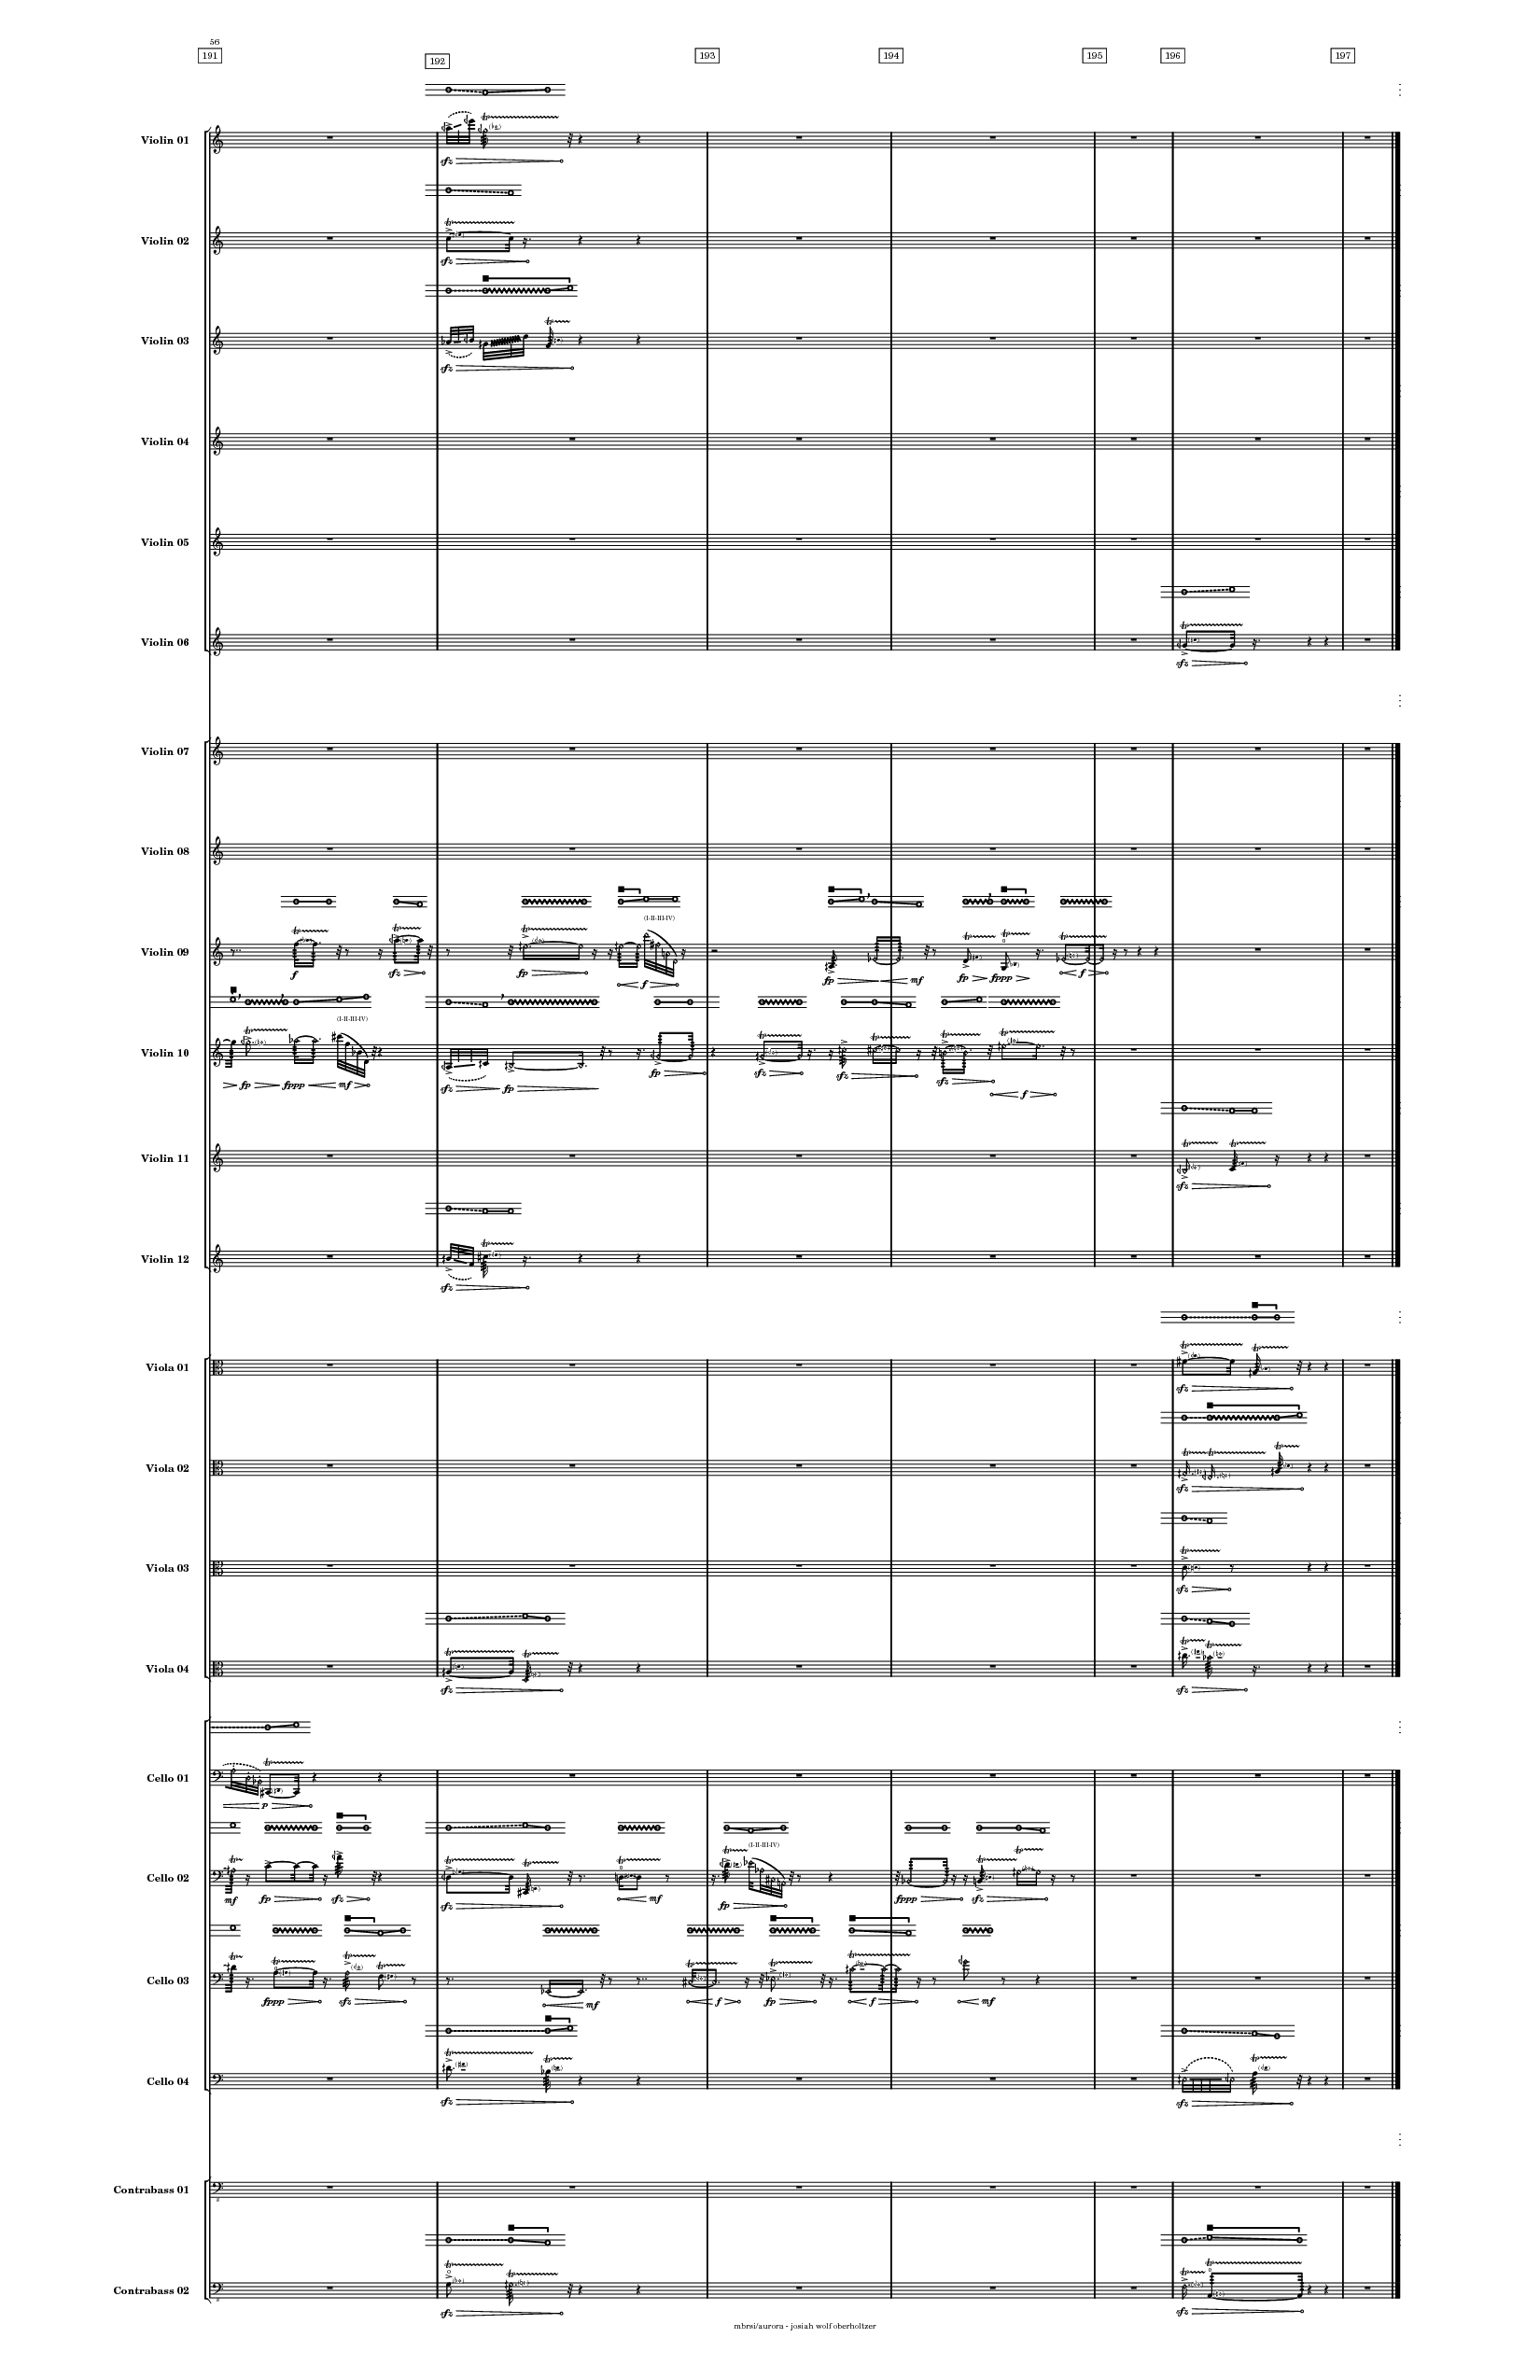 56
191 192 193 194 195 196 197
Violin 01
sfz
Violin 02
sfz
Violin 03
sfz
Violin 04
Violin 05
Violin 06
sfz
Violin 07
Violin 08
(I-II-III-IV)
Violin 09
f sfz fp f fp mf fp fppp f
(I-II-III-IV)
Violin 10
fp fppp mf sfz fp fp sfz sfz sfz f
Violin 11
sfz
Violin 12
sfz
Viola 01
sfz
Viola 02
sfz
Viola 03
sfz
Viola 04
sfz sfz
Cello 01
p
(I-II-III-IV)
Cello 02
mf fp sfz sfz mf fp fppp sfz
Cello 03
fppp sfz mf f fp f mf
Cello 04
sfz sfz
Contrabass 01
Contrabass 02
sfz sfz
mbrsi/aurora - josiah wolf oberholtzer